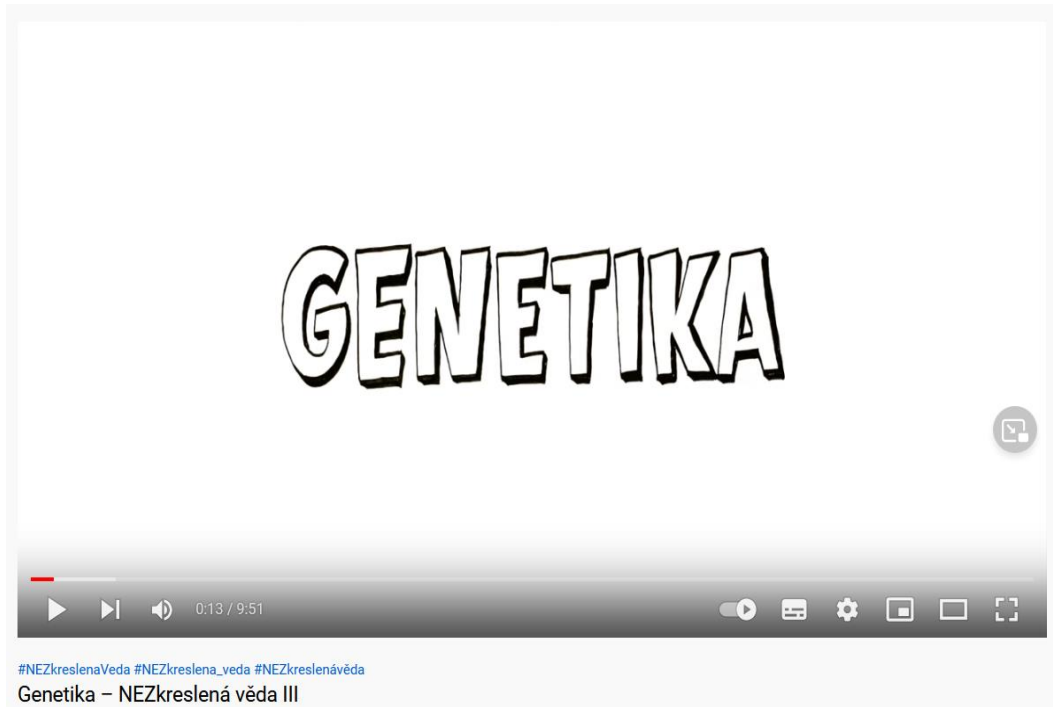 GENETIKA
0:13 / 9:51
#NEZkreslenaVeda #NEZkreslena_veda #NEZkreslenávěda
Genetika – NEZkreslená věda III